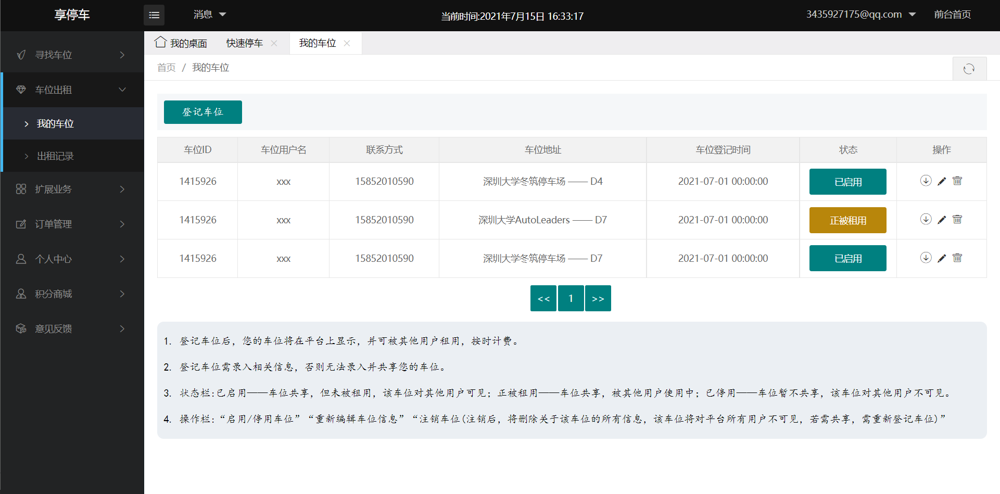 享停车
消息
当前时间:2021年7月15日 16:33:17
3435927175@qq.com
前台首页
寻找车位
车位出租
我的车位
出租记录
扩展业务
订单管理
个人中心
积分商城
意见反馈
我的桌面 快速停车 我的车位
首页 / 我的车位
登记车位
车位ID 车位用户名 联系方式 车位地址 车位登记时间 状态 操作
1415926 xxx 15852010590 深圳大学冬筑停车场 —— D4 2021-07-01 00:00:00 已启用
1415926 xxx 15852010590 深圳大学AutoLeaders —— D7 2021-07-01 00:00:00 正被租用
1415926 xxx 15852010590 深圳大学冬筑停车场 —— D7 2021-07-01 00:00:00 已启用
<< 1 >>
1. 登记车位后，您的车位将在平台上显示，并可被其他用户租用，按时计费。
2. 登记车位需录入相关信息，否则无法录入并共享您的车位。
3. 状态栏:已启用——车位共享，但未被租用，该车位对其他用户可见；正被租用——车位共享，被其他用户使用中；已停用——车位暂不共享，该车位对其他用户不可见。
4. 操作栏:“启用/停用车位”“重新编辑车位信息”“注销车位(注销后，将删除关于该车位的所有信息，该车位将对平台所有用户不可见，若需共享，需重新登记车位)”